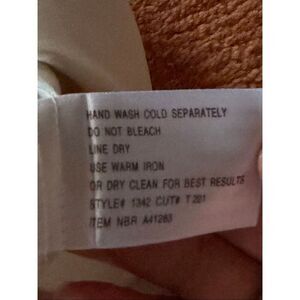 HAND WASH COLD SEPARATELY
DO NOT BLEACH
LINE DRY
USE WARM IRON
OR DRY CLEAN FOR BEST RESULTS
STYLE# 1342 CUT# T 201
ITEM NBR A41283